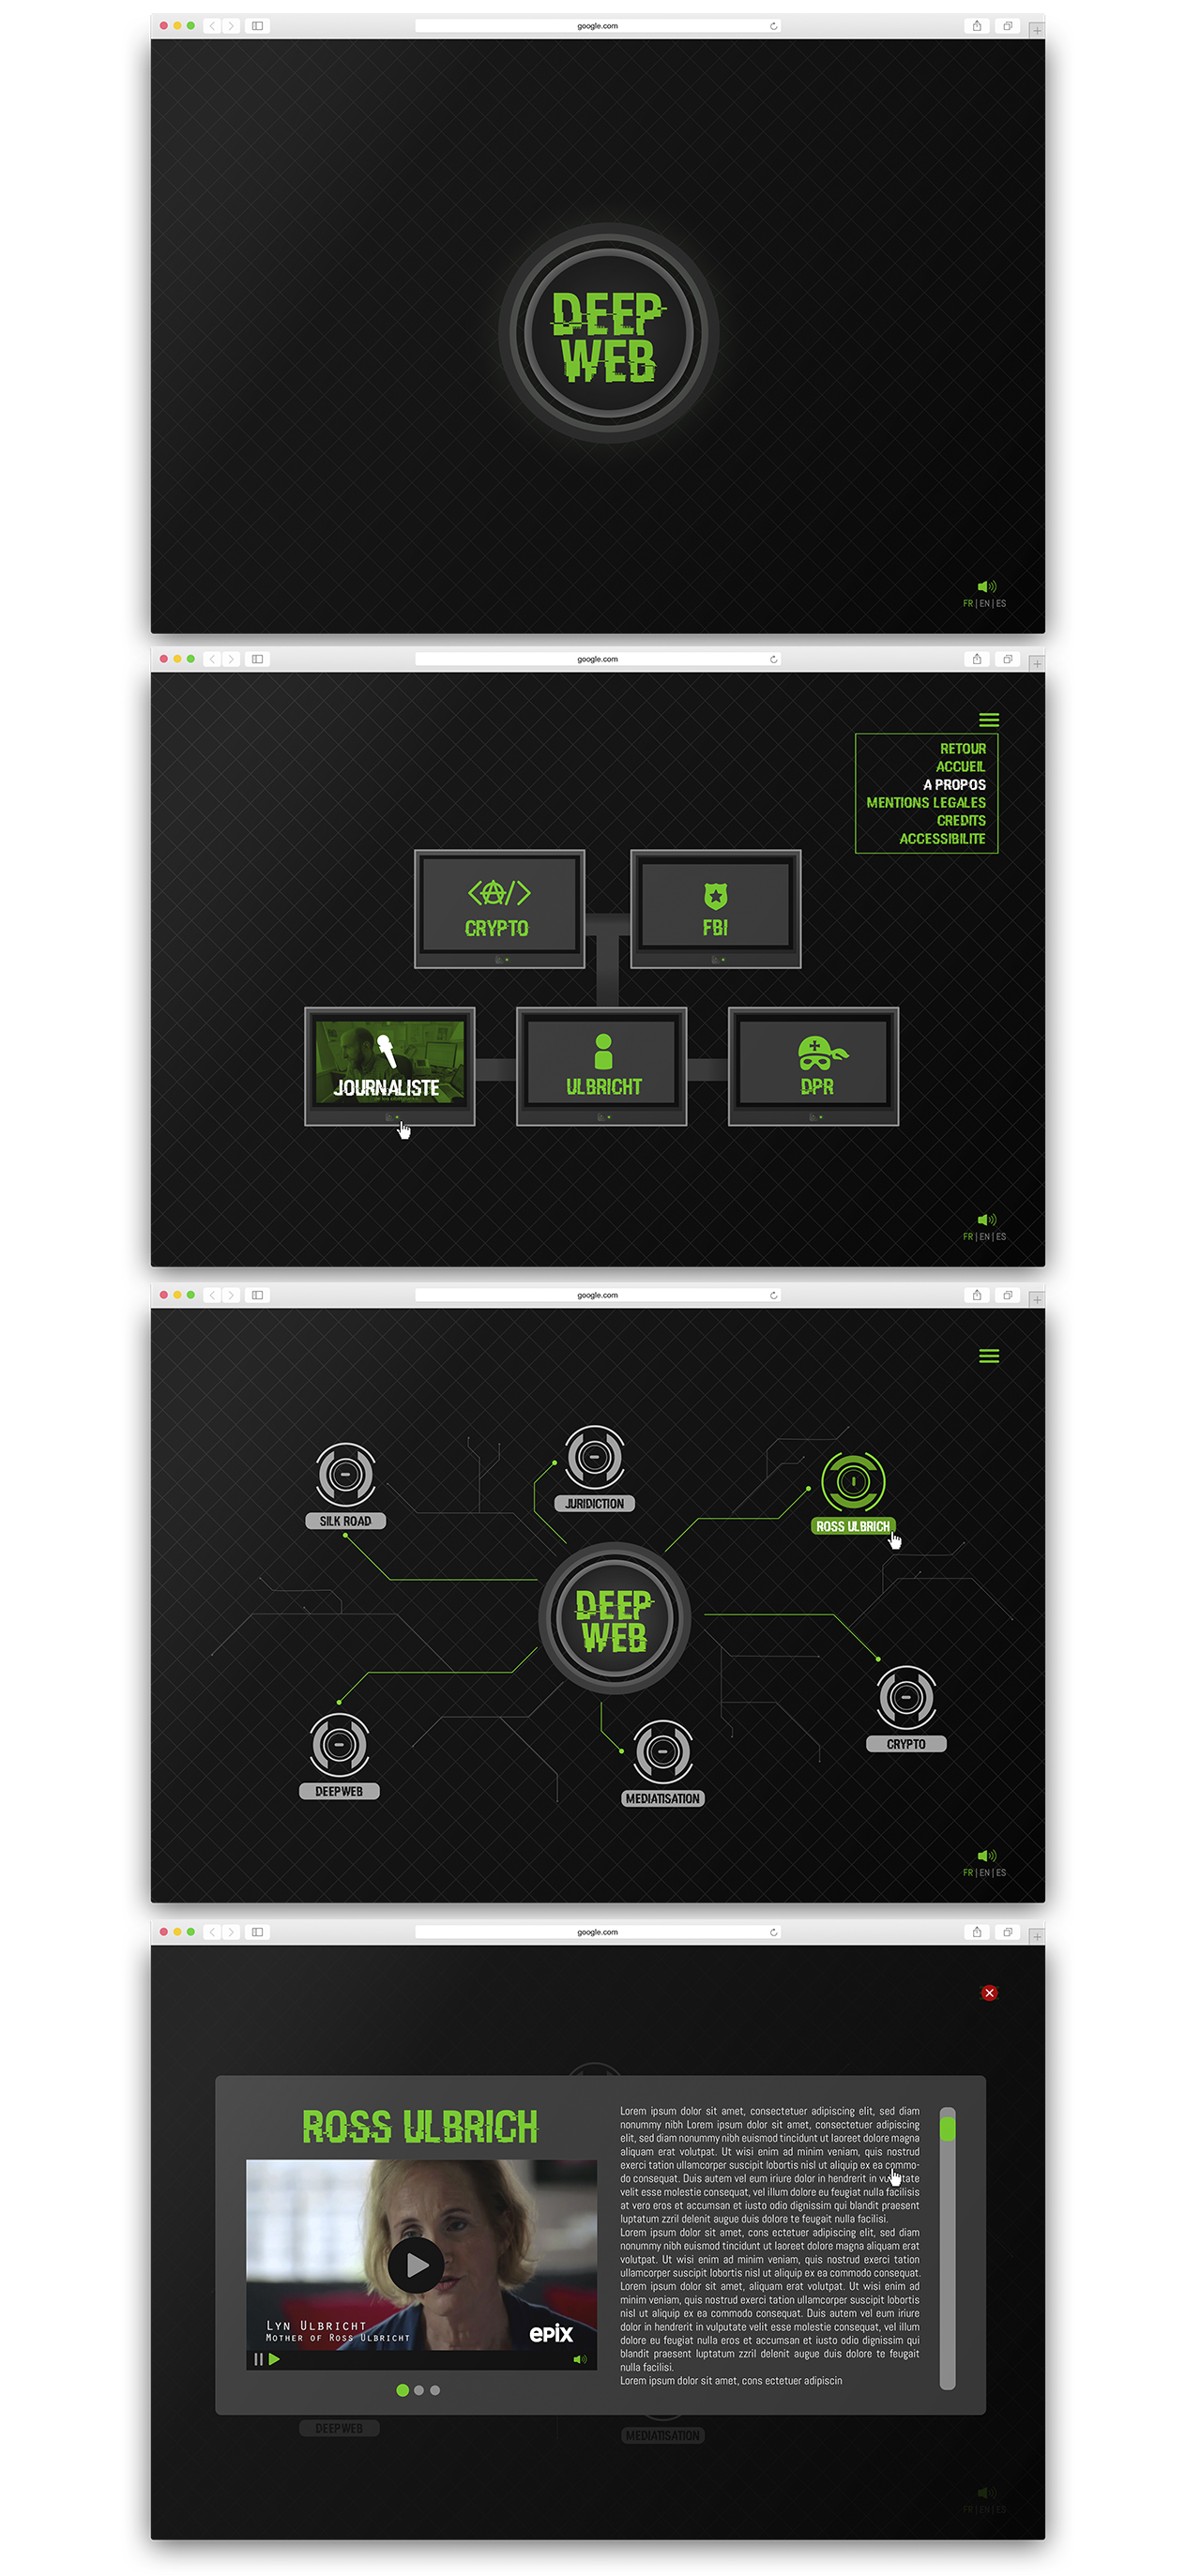 google.com
DEEP
WEB
FR | EN | ES
google.com
RETOUR
ACCUEIL
A PROPOS
MENTIONS LEGALES
CREDITS
ACCESSIBILITE
CRYPTO
FBI
JOURNALISTE
ULBRICHT
DPR
FR | EN | ES
google.com
SILK ROAD
JURIDICTION
ROSS ULBRICH
DEEP
WEB
DEEPWEB
MEDIATISATION
CRYPTO
FR | EN | ES
google.com
ROSS ULBRICH
LYN ULBRICHT
MOTHER OF ROSS ULBRICHT
epix
Lorem ipsum dolor sit amet, consectetuer adipiscing elit, sed diam
nonummy nibh Lorem ipsum dolor sit amet, consectetuer adipiscing
elit, sed diam nonummy nibh euismod tincidunt ut laoreet dolore magna
aliquam erat volutpat. Ut wisi enim ad minim veniam, quis nostrud
exerci tation ullamcorper suscipit lobortis nisl ut aliquip ex ea commo-
do consequat. Duis autem vel eum iriure dolor in hendrerit in vulputate
velit esse molestie consequat, vel illum dolore eu feugiat nulla facilisis
at vero eros et accumsan et iusto odio dignissim qui blandit praesent
luptatum zzril delenit augue duis dolore te feugait nulla facilisi.
Lorem ipsum dolor sit amet, cons ectetuer adipiscing elit, sed diam
nonummy nibh euismod tincidunt ut laoreet dolore magna aliquam erat
volutpat. Ut wisi enim ad minim veniam, quis nostrud exerci tation
ullamcorper suscipit lobortis nisl ut aliquip ex ea commodo consequat.
Lorem ipsum dolor sit amet, aliquam erat volutpat. Ut wisi enim ad
minim veniam, quis nostrud exerci tation ullamcorper suscipit lobortis
nisl ut aliquip ex ea commodo consequat. Duis autem vel eum iriure
dolor in hendrerit in vulputate velit esse molestie consequat, vel illum
dolore eu feugiat nulla eros et accumsan et iusto odio dignissim qui
blandit praesent luptatum zzril delenit augue duis dolore te feugait
nulla facilisi.
Lorem ipsum dolor sit amet, cons ectetuer adipiscin
DEEPWEB
MEDIATISATION
FR | EN | ES